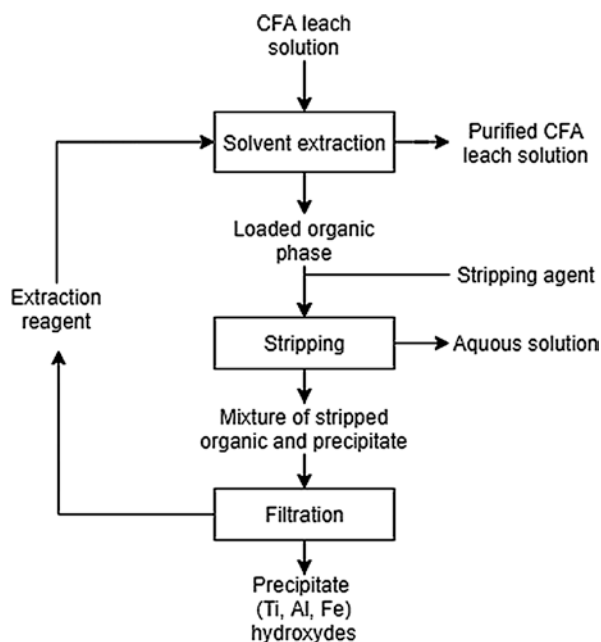 CFA leach
solution
Solvent extraction
Purified CFA
leach solution
Loaded organic
phase
Stripping agent
Extraction
reagent
Stripping
Aquous solution
Mixture of stripped
organic and precipitate
Filtration
Precipitate
(Ti, Al, Fe)
hydroxydes